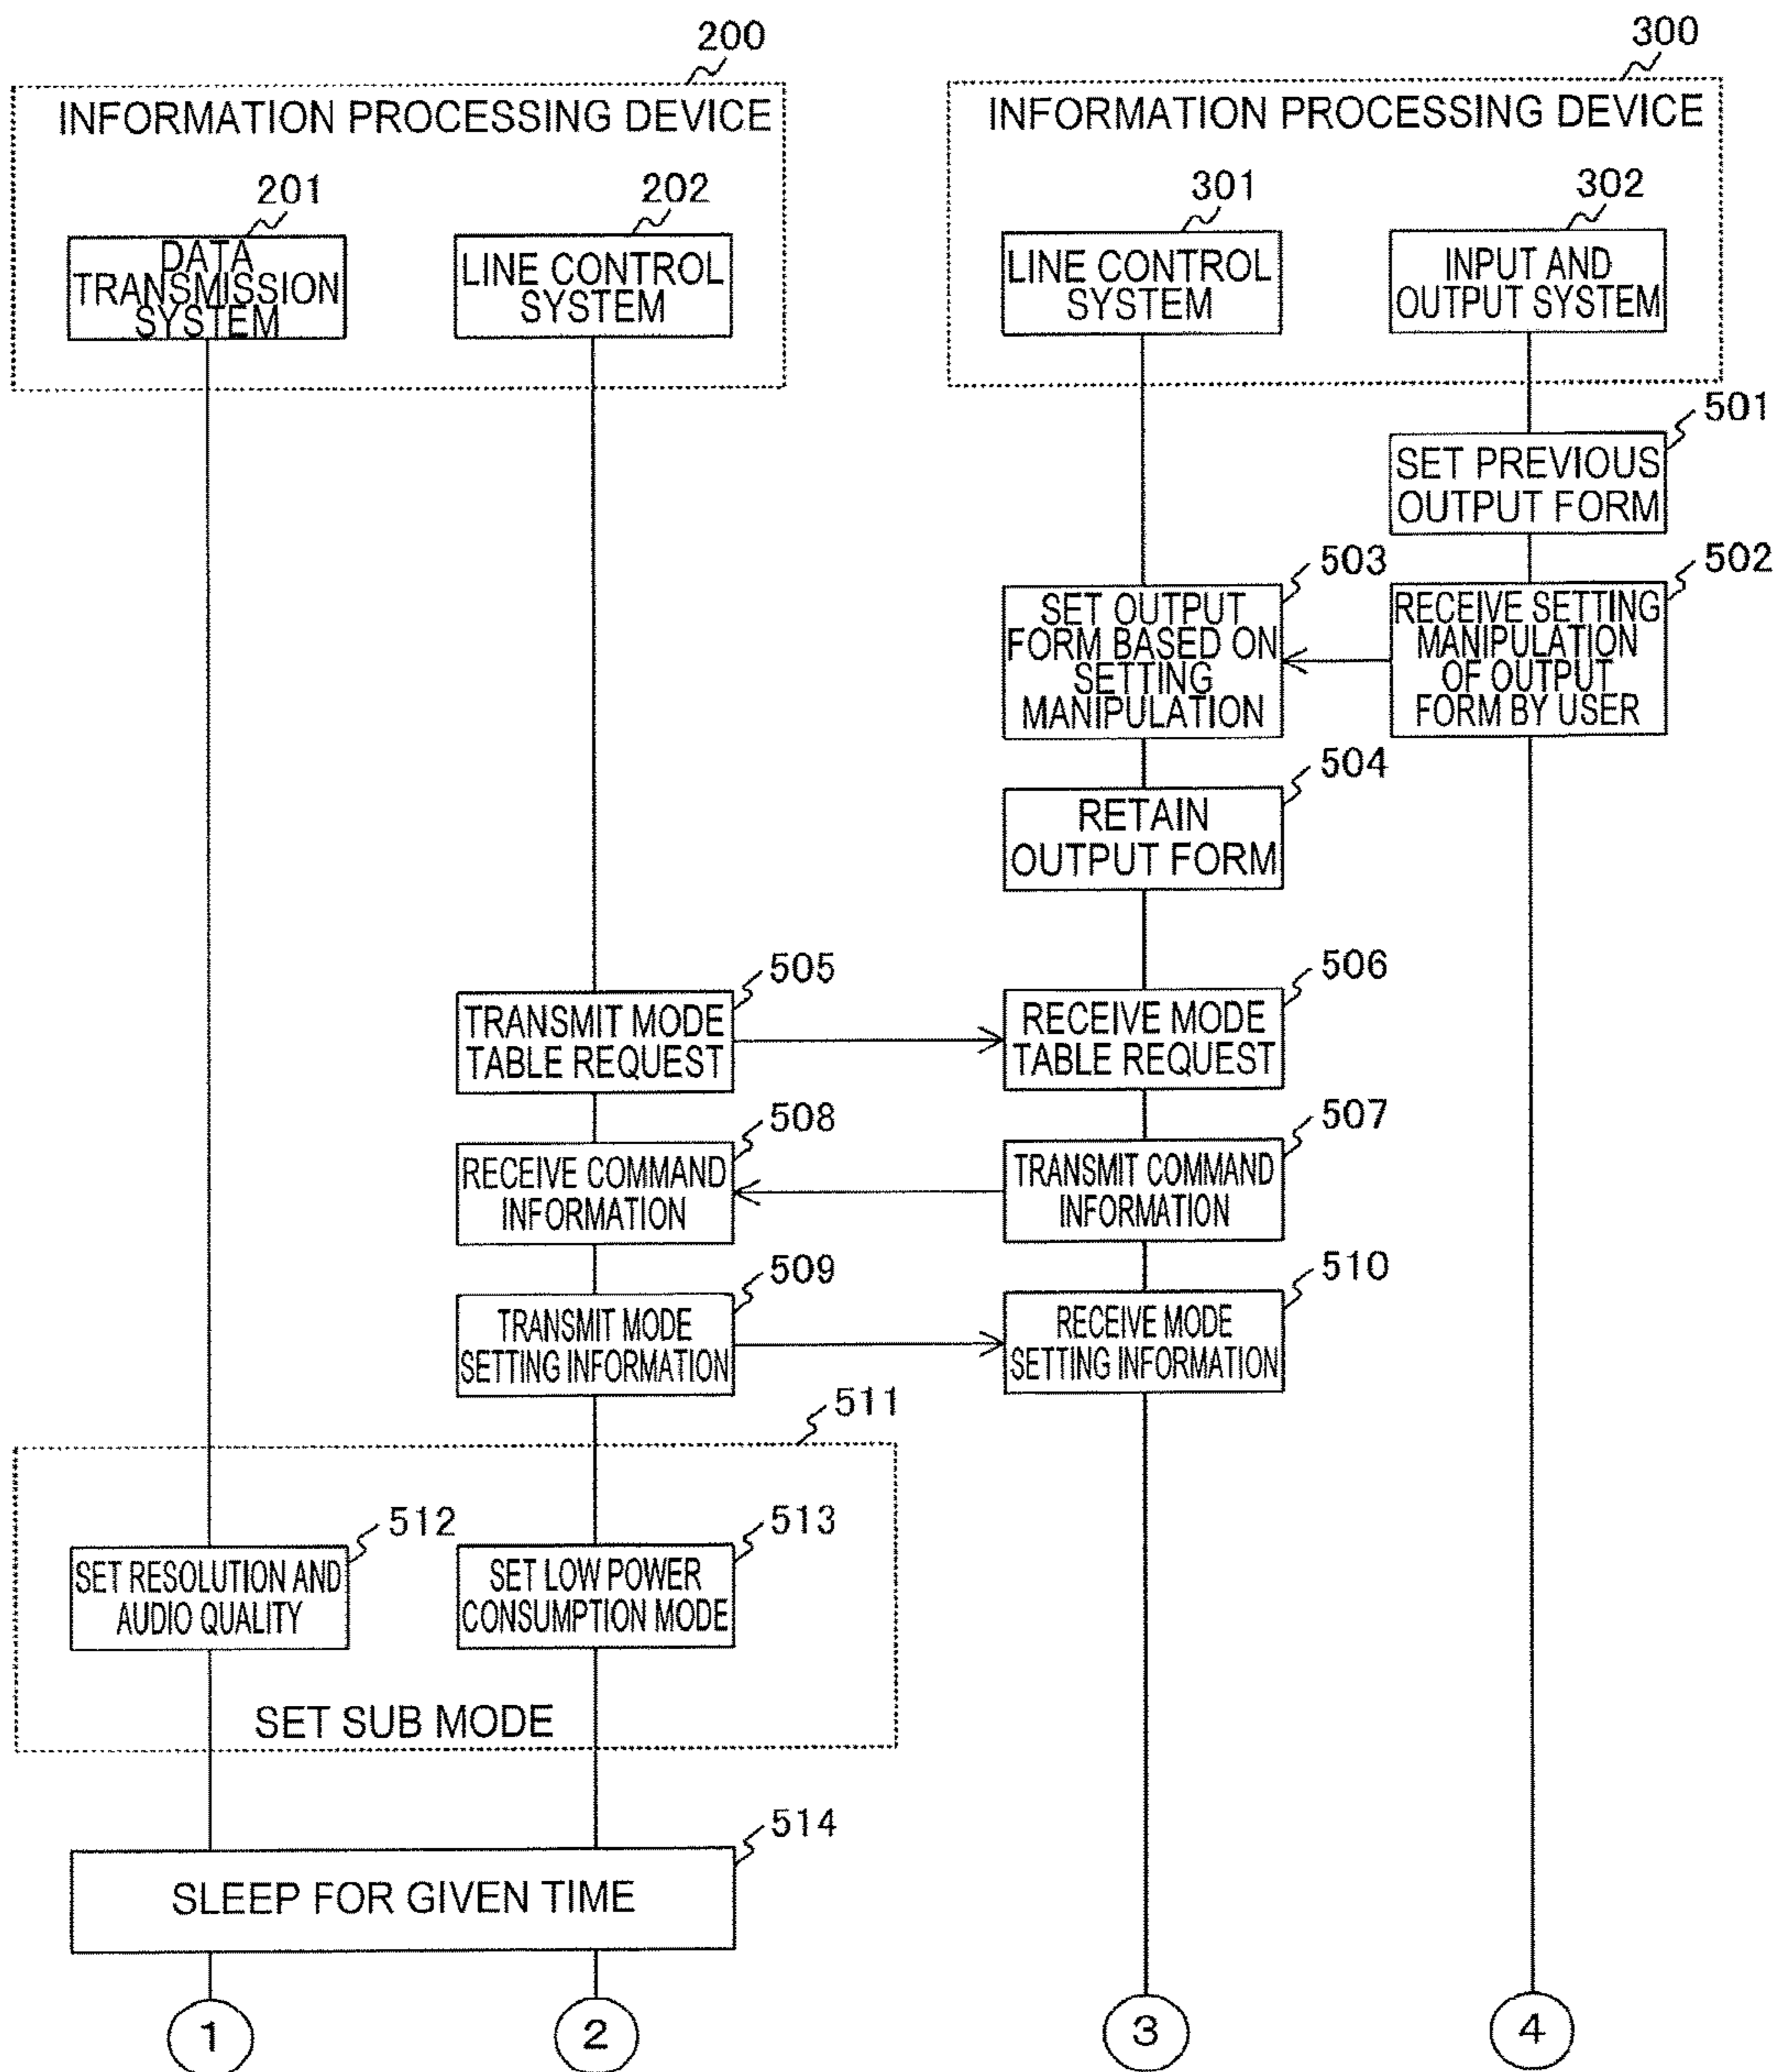 200
300
INFORMATION PROCESSING DEVICE
INFORMATION PROCESSING DEVICE
201
202
301
302
DATA
TRANSMISSION
SYSTEM
LINE CONTROL
SYSTEM
LINE CONTROL
SYSTEM
INPUT AND
OUTPUT SYSTEM
501
SET PREVIOUS
OUTPUT FORM
503
502
SET OUTPUT
FORM BASED ON
SETTING
MANIPULATION
RECEIVE SETTING
MANIPULATION
OF OUTPUT
FORM BY USER
504
RETAIN
OUTPUT FORM
505
506
TRANSMIT MODE
TABLE REQUEST
RECEIVE MODE
TABLE REQUEST
508
507
RECEIVE COMMAND
INFORMATION
TRANSMIT COMMAND
INFORMATION
509
510
TRANSMIT MODE
SETTING INFORMATION
RECEIVE MODE
SETTING INFORMATION
511
512
513
SET RESOLUTION AND
AUDIO QUALITY
SET LOW POWER
CONSUMPTION MODE
SET SUB MODE
514
SLEEP FOR GIVEN TIME
1
2
3
4